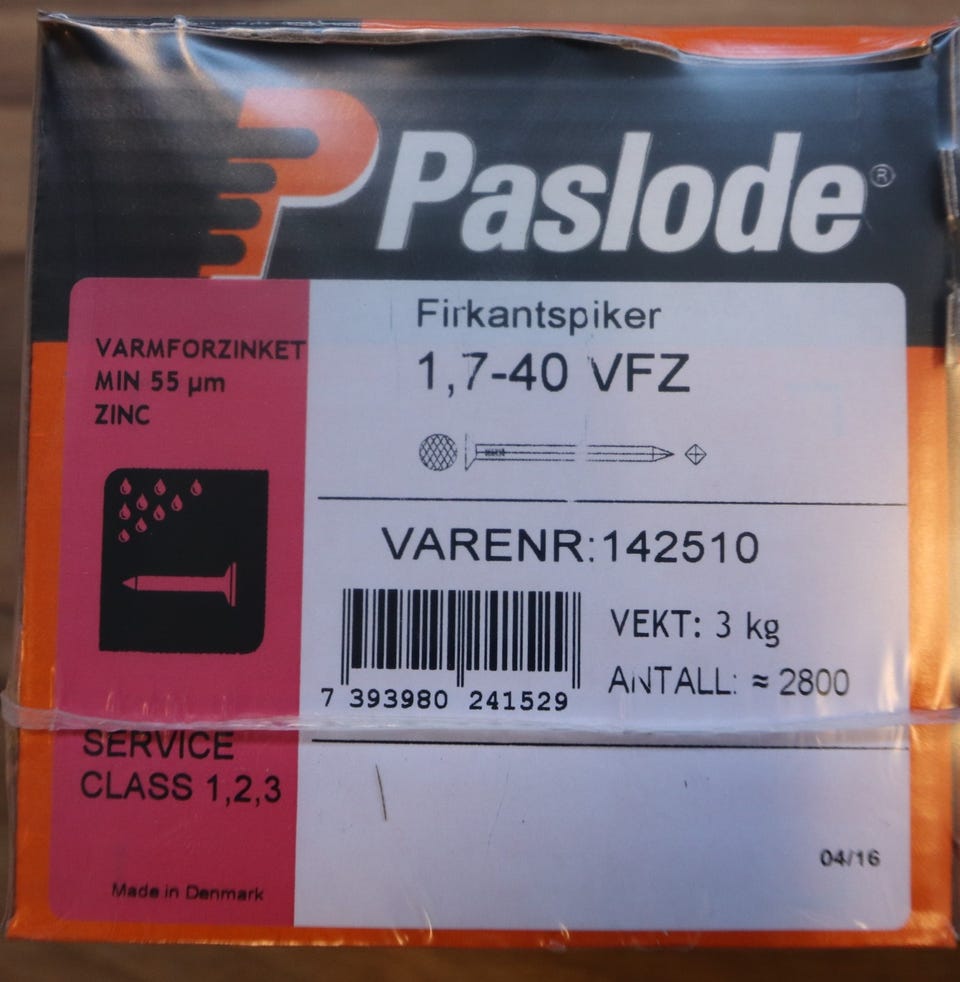 Paslode®
VARMFORZINKET
MIN 55 µm
ZINC
SERVICE
CLASS 1,2,3
Made in Denmark
Firkantspiker
1,7-40 VFZ
VARENR:142510
7 393980 241529
VEKT: 3 kg
ANTALL: ≈ 2800
04/16